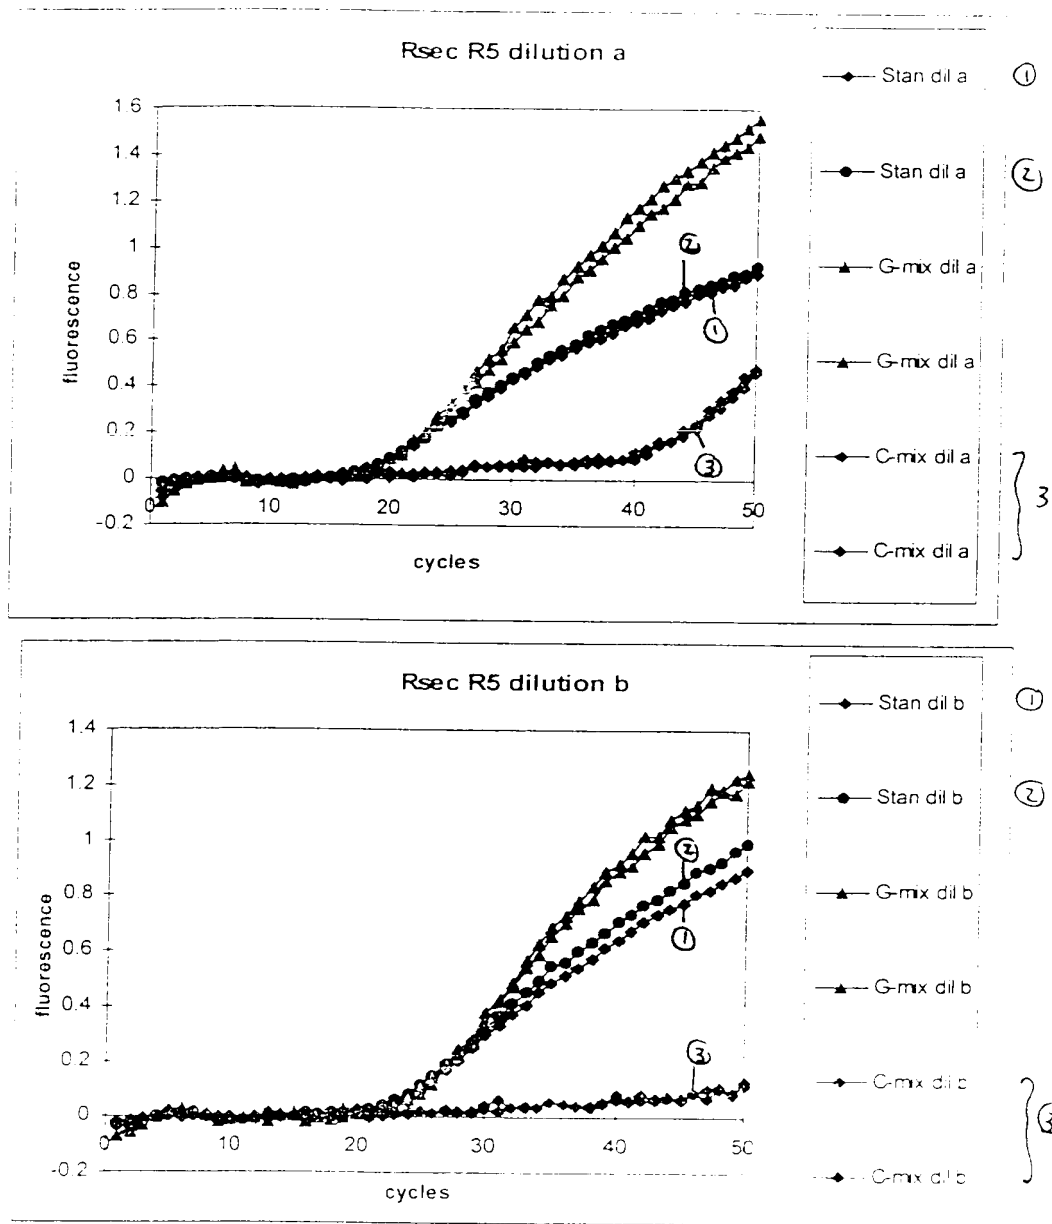 Rsec R5 dilution a
fluorescence
1.6
1.4
1.2
1
0.8
0.6
0.4
0.2
0
-0.2
0
10
20
30
40
50
cycles
2
1
3
Stan dil a 1
Stan dil a 2
G-mix dil a
G-mix dil a
C-mix dil a
C-mix dil a
3
Rsec R5 dilution b
fluorescence
1.4
1.2
1
0.8
0.6
0.4
0.2
0
-0.2
0
10
20
30
40
50
cycles
2
1
3
Stan dil b 1
Stan dil b 2
G-mix dil b
G-mix dil b
C-mix dil b
C-mix dil b
3